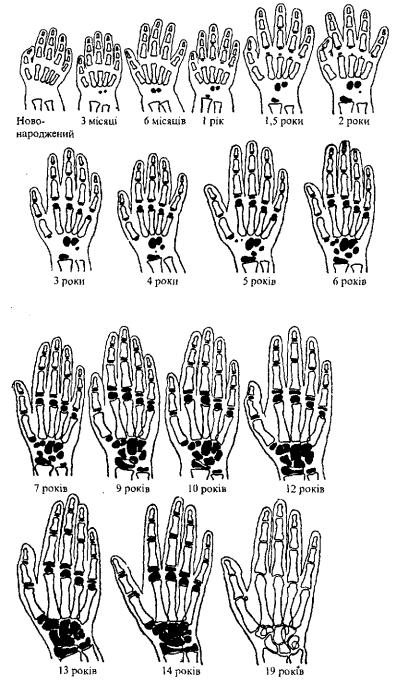 Ново-
народжений
3 місяці
6 місяців
1 рік
1,5 роки
2 роки
3 роки
4 роки
5 років
6 років
7 років
9 років
10 років
12 років
13 років
14 років
19 років